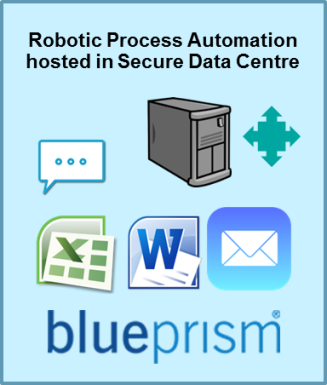 Robotic Process Automation
hosted in Secure Data Centre
X
W
blueprism®